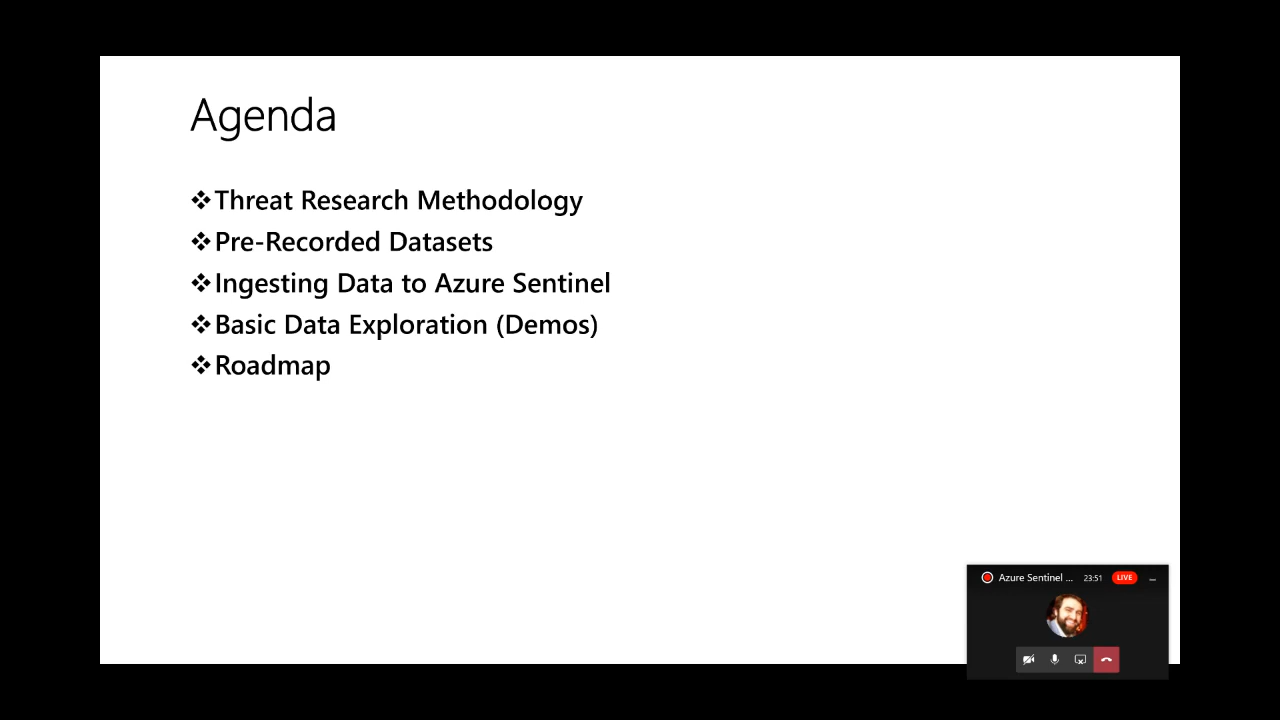 Agenda
❖Threat Research Methodology
❖Pre-Recorded Datasets
❖Ingesting Data to Azure Sentinel
❖Basic Data Exploration (Demos)
❖Roadmap
Azure Sentinel ... 23:51 LIVE